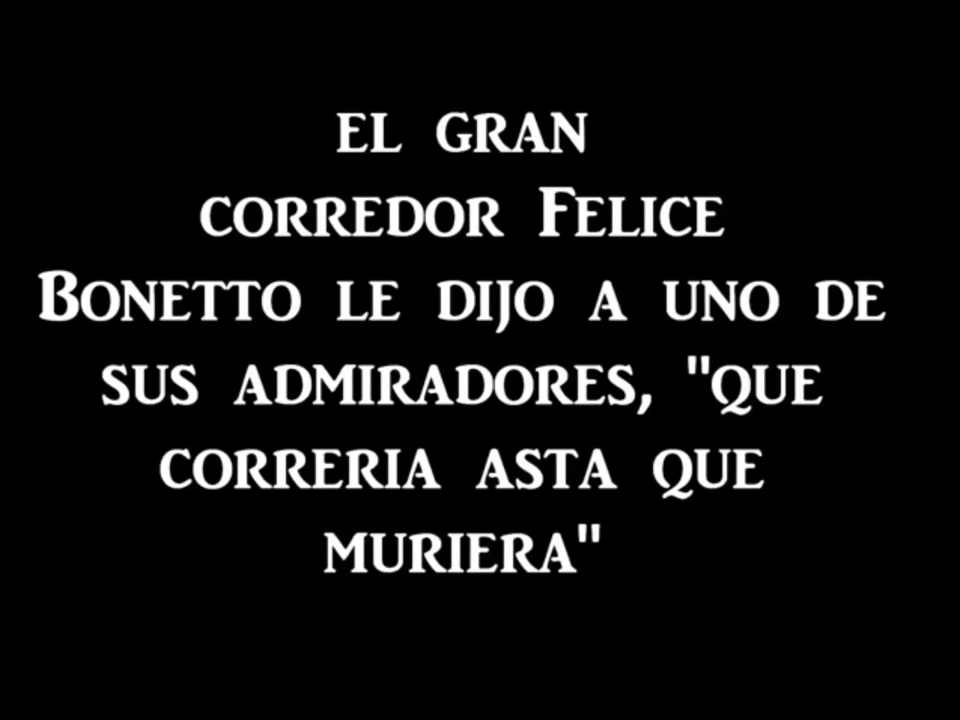 EL GRAN
CORREDOR FELICE
BONETTO LE DIJO A UNO DE
SUS ADMIRADORES, "QUE
CORRERIA ASTA QUE
MURIERA"